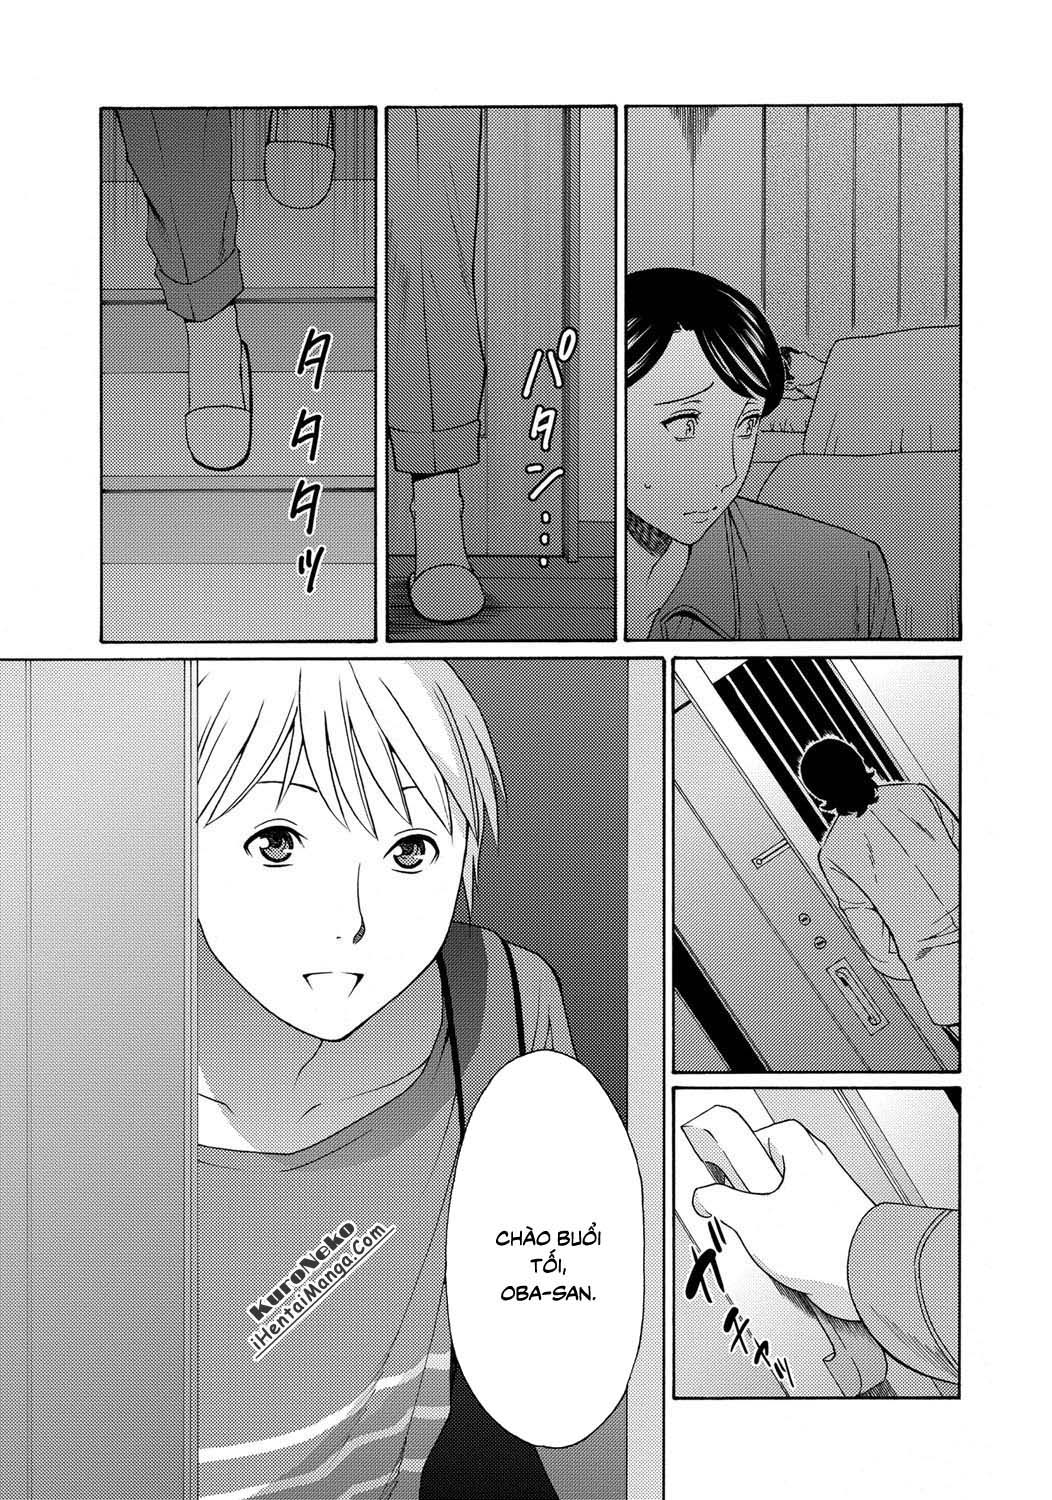 パタン…
タタタッ
ガ
チャッ
CHÀO BUỔI
TỐI,
OBA-SAN.
KuroNeko
iHentaiManga.Com